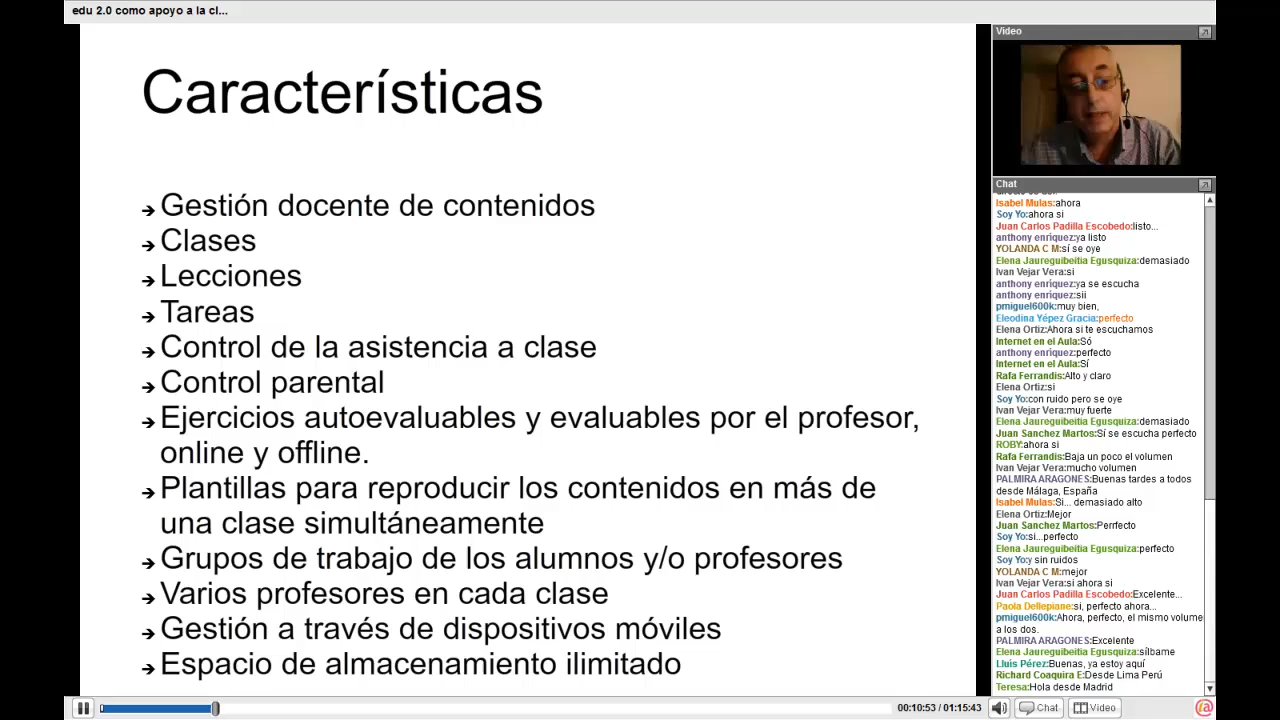 edu 2.0 como apoyo a la cl...
Características
Gestión docente de contenidos
Clases
Lecciones
Tareas
Control de la asistencia a clase
Control parental
Ejercicios autoevaluables y evaluables por el profesor,
online y offline.
Plantillas para reproducir los contenidos en más de
una clase simultáneamente
Grupos de trabajo de los alumnos y/o profesores
Varios profesores en cada clase
Gestión a través de dispositivos móviles
Espacio de almacenamiento ilimitado
Video
Chat
Isabel Mulas:ahora
Soy Yo:ahora si
Juan Carlos Padilla Escobedo:listo...
anthony enriquez:ya listo
YOLANDA C M:sí se oye
Elena Jaureguibeitia Egusquiza:demasiado
Ivan Vejar Vera:si
anthony enriquez:ya se escucha
anthony enriquez:sii
pmiguel600k:muy bien,
Eleodina Yépez Gracia:perfecto
Elena Ortiz:Ahora si te escuchamos
Internet en el Aula:Só
anthony enriquez:perfecto
Internet en el Aula:Sí
Rafa Ferrandis:Alto y claro
Elena Ortiz:si
Soy Yo:con ruido pero se oye
Ivan Vejar Vera:muy fuerte
Elena Jaureguibeitia Egusquiza:demasiado
Juan Sanchez Martos:Sí se escucha perfecto
ROBY:ahora si
Rafa Ferrandis:Baja un poco el volumen
Ivan Vejar Vera:mucho volumen
PALMIRA ARAGONES:Buenas tardes a todos
desde Málaga, España
Isabel Mulas:Si... demasiado alto
Elena Ortiz:Mejor
Juan Sanchez Martos:Perrfecto
Soy Yo:si...perfecto
Elena Jaureguibeitia Egusquiza:perfecto
Soy Yo:y sin ruidos
YOLANDA C M:mejor
Ivan Vejar Vera:si ahora si
Juan Carlos Padilla Escobedo:Excelente...
Paola Dellepiane:si, perfecto ahora...
pmiguel600k:Ahora, perfecto, el mismo volume
a los dos.
PALMIRA ARAGONES:Excelente
Elena Jaureguibeitia Egusquiza:sílbame
Lluís Pérez:Buenas, ya estoy aquí
Richard Coaquira E:Desde Lima Perú
Teresa:Hola desde Madrid
00:10:53 / 01:15:43
Chat
Video